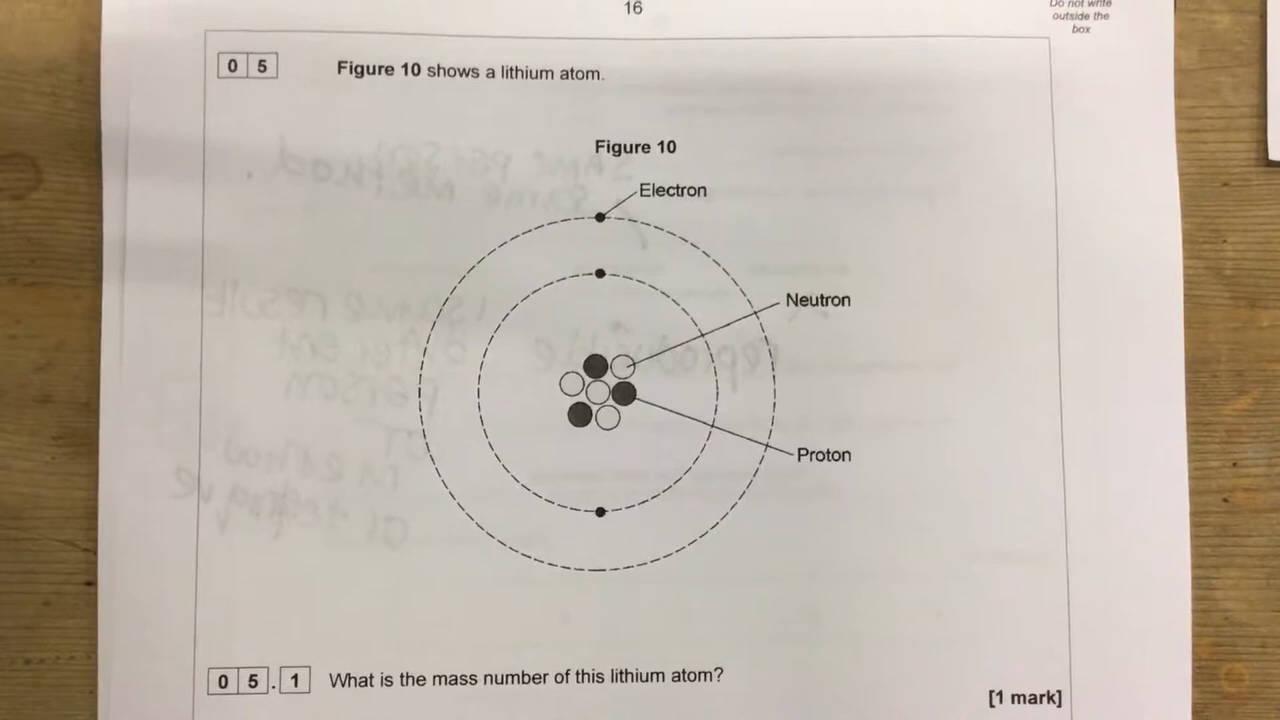 16
Do not write
outside the
box
0 5
Figure 10 shows a lithium atom.
Figure 10
Electron
Neutron
Proton
0 5 . 1 What is the mass number of this lithium atom?
[1 mark]